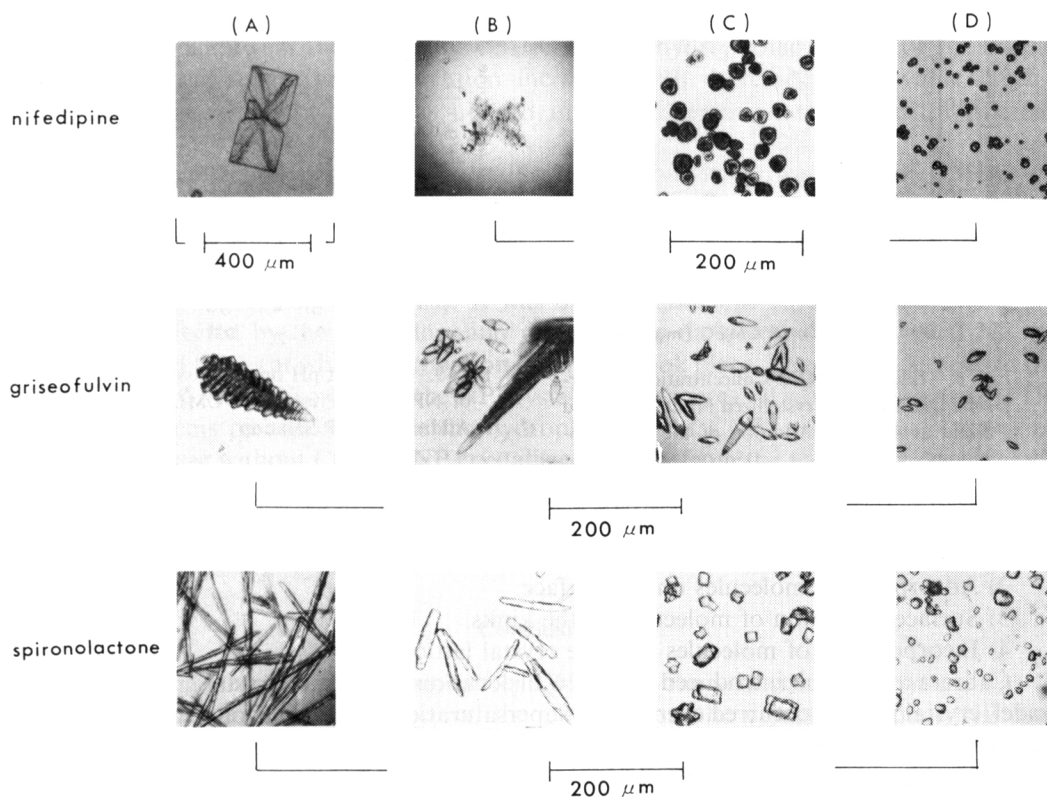 (A) (B) (C) (D)
nifedipine
400 μm 200 μm
griseofulvin
200 μm
spironolactone
200 μm